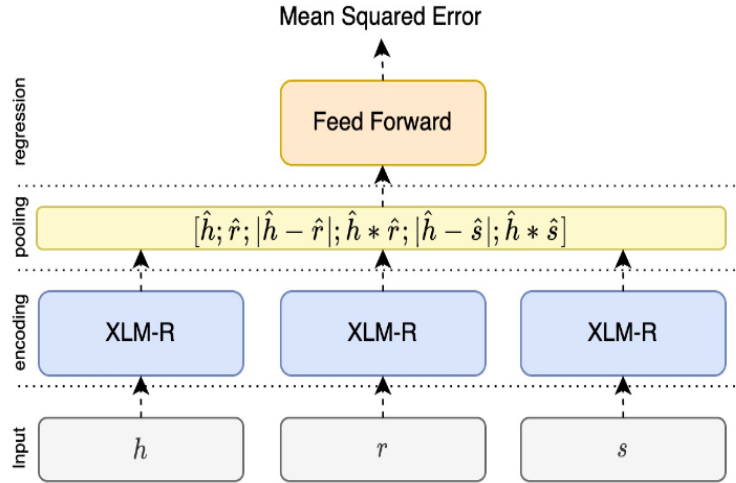 Mean Squared Error
regression
Feed Forward
pooling
[ĥ; r̂; |ĥ − r̂|; ĥ ∗ r̂; |ĥ − ŝ|; ĥ ∗ ŝ]
encoding
XLM-R XLM-R XLM-R
Input
h r s